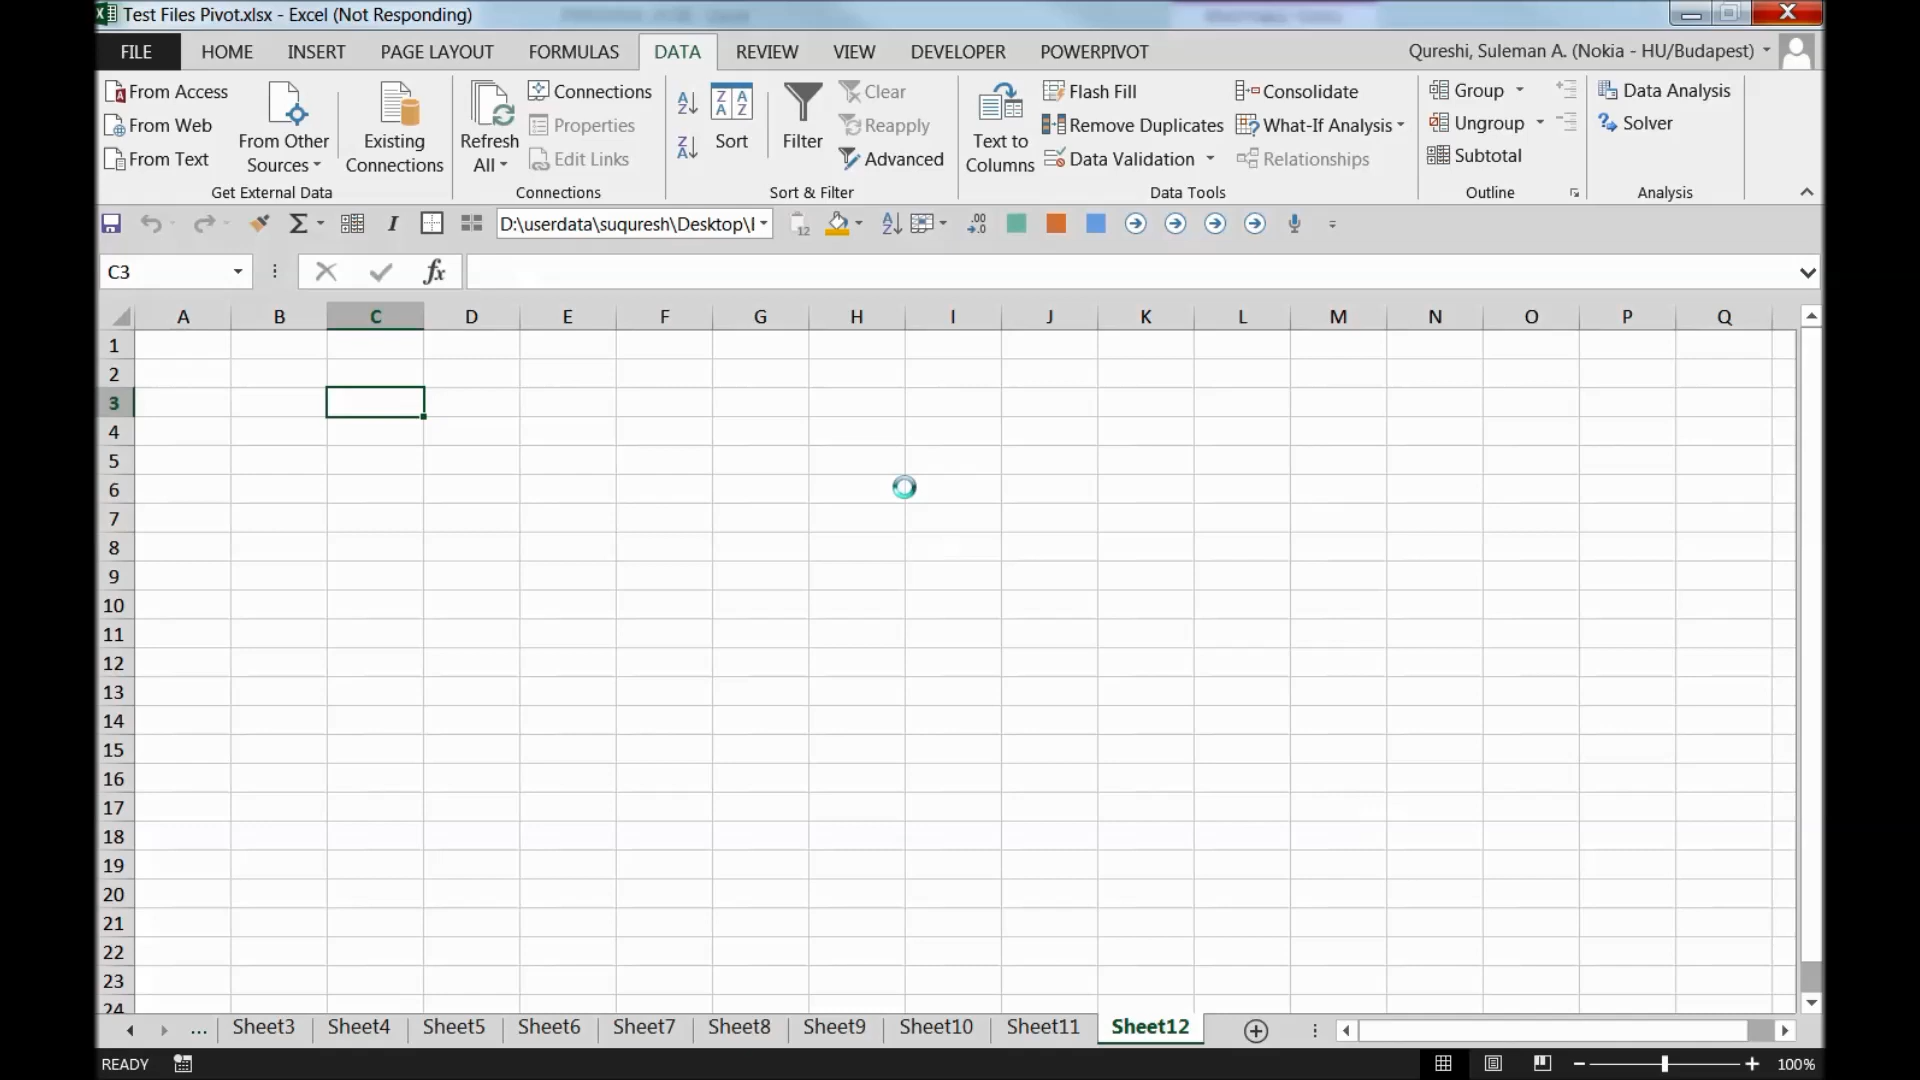 Test Files Pivot.xlsx - Excel (Not Responding)
FILE HOME INSERT PAGE LAYOUT FORMULAS DATA REVIEW VIEW DEVELOPER POWERPIVOT Qureshi, Suleman A. (Nokia - HU/Budapest)
From Access
From Web
From Text
From Other
Sources
Existing
Connections
Get External Data
Refresh
All
Connections
Properties
Edit Links
Connections
Sort
Filter
Clear
Reapply
Advanced
Sort & Filter
Text to
Columns
Flash Fill
Remove Duplicates
Data Validation
Consolidate
What-If Analysis
Relationships
Data Tools
Group
Ungroup
Subtotal
Outline
Data Analysis
Solver
Analysis
D:\userdata\suquresh\Desktop\
C3
fx
A B C D E F G H I J K L M N O P Q
1
2
3
4
5
6
7
8
9
10
11
12
13
14
15
16
17
18
19
20
21
22
23
24
... Sheet3 Sheet4 Sheet5 Sheet6 Sheet7 Sheet8 Sheet9 Sheet10 Sheet11 Sheet12
READY 100%